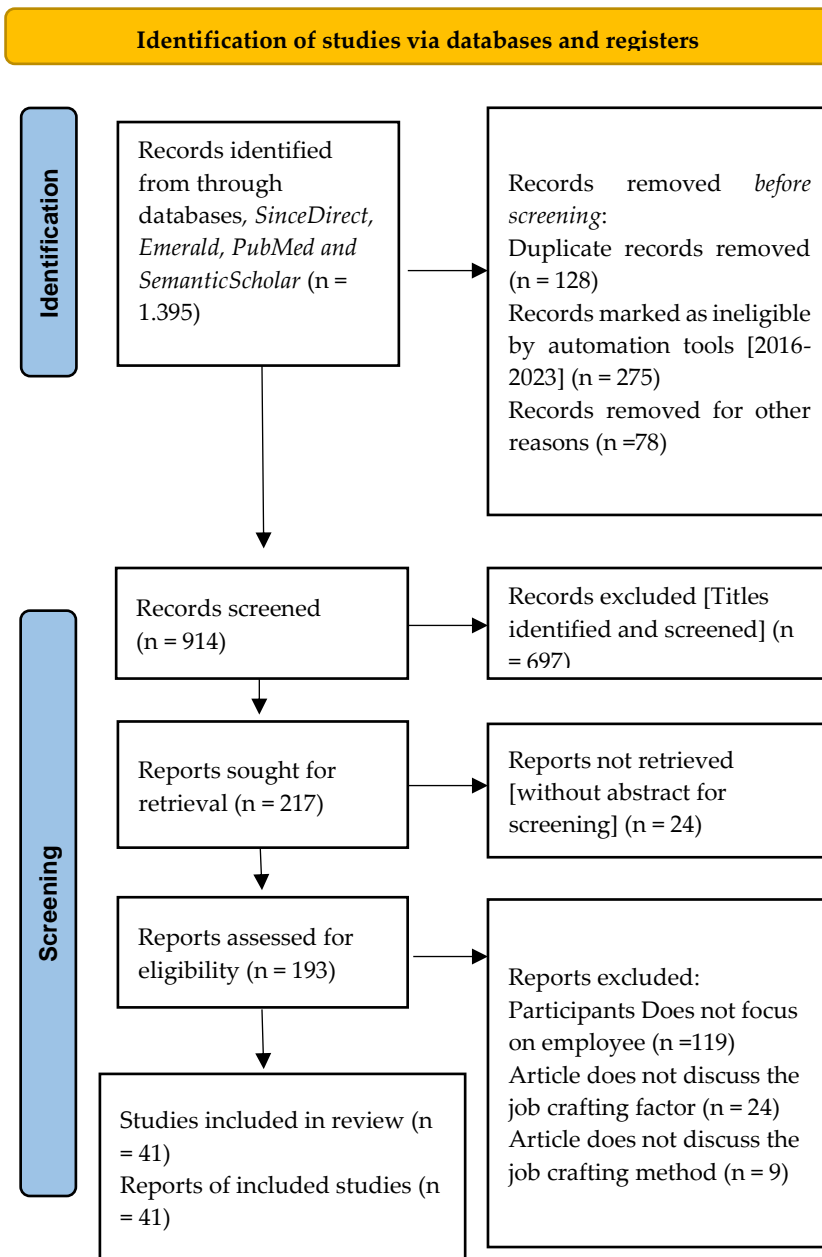 Identification of studies via databases and registers
Identification
Records identified
from through
databases, SinceDirect,
Emerald, PubMed and
SemanticScholar (n =
1.395)
Records removed before
screening:
Duplicate records removed
(n = 128)
Records marked as ineligible
by automation tools [2016-
2023] (n = 275)
Records removed for other
reasons (n =78)
Screening
Records screened
(n = 914)
Records excluded [Titles
identified and screened] (n
= 697)
Reports sought for
retrieval (n = 217)
Reports not retrieved
[without abstract for
screening] (n = 24)
Reports assessed for
eligibility (n = 193)
Reports excluded:
Participants Does not focus
on employee (n =119)
Article does not discuss the
job crafting factor (n = 24)
Article does not discuss the
job crafting method (n = 9)
Studies included in review (n
= 41)
Reports of included studies (n
= 41)